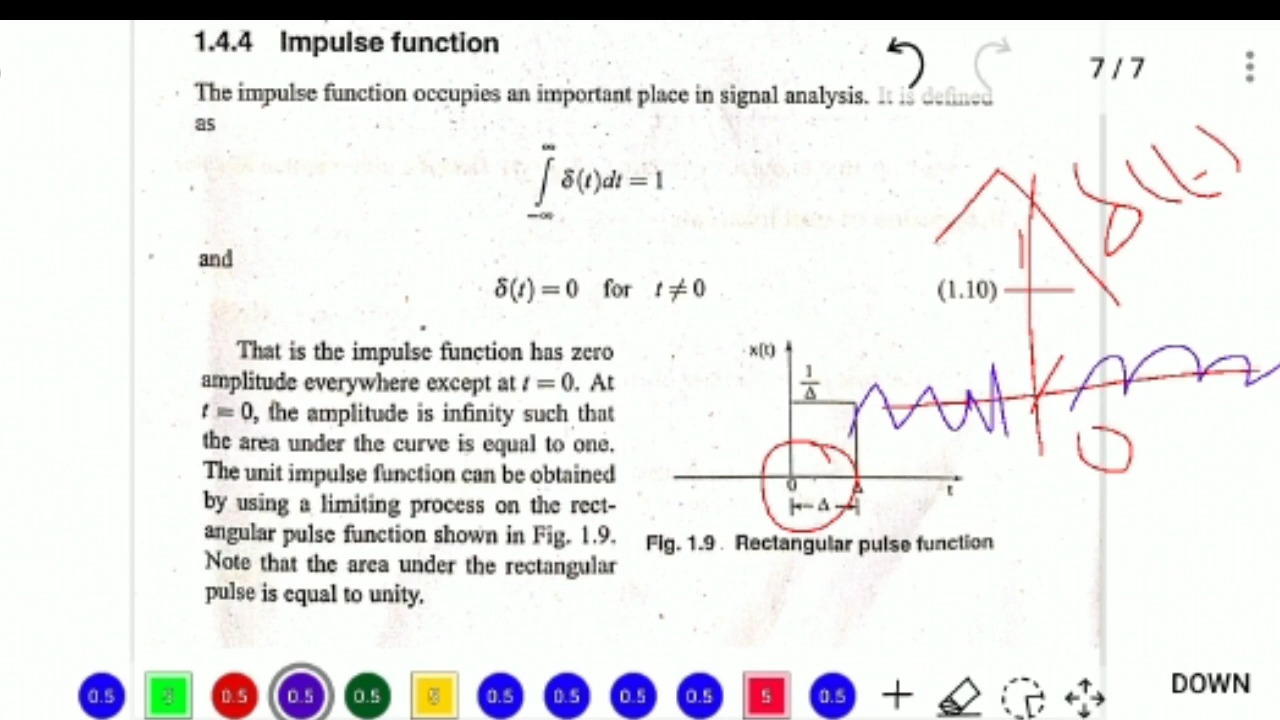 1.4.4 Impulse function
7 / 7
The impulse function occupies an important place in signal analysis. It is defined
as
∞
∫ δ(t)dt = 1
−∞
and
δ(t) = 0 for t ≠ 0
(1.10)
δ(t)
1
0
That is the impulse function has zero
amplitude everywhere except at t = 0. At
t = 0, the amplitude is infinity such that
the area under the curve is equal to one.
The unit impulse function can be obtained
by using a limiting process on the rect-
angular pulse function shown in Fig. 1.9.
Note that the area under the rectangular
pulse is equal to unity.
x(t)
1
Δ
0 Δ t
Δ
Fig. 1.9. Rectangular pulse function
0.5 3 0.5 0.5 0.5 0.5 0.5 0.5 0.5 5 0.5
DOWN